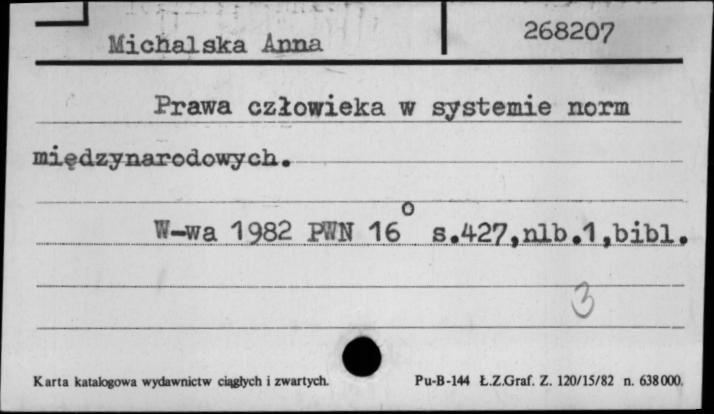 Michalska Anna
268207
Prawa człowieka w systemie norm
międzynarodowych.
W-wa 1982 PWN 16° s.427,nlb.1,bibl.
3
Karta katalogowa wydawnictw ciągłych i zwartych.
Pu-B-144 Ł.Z.Graf. Z. 120/15/82 n. 638000.